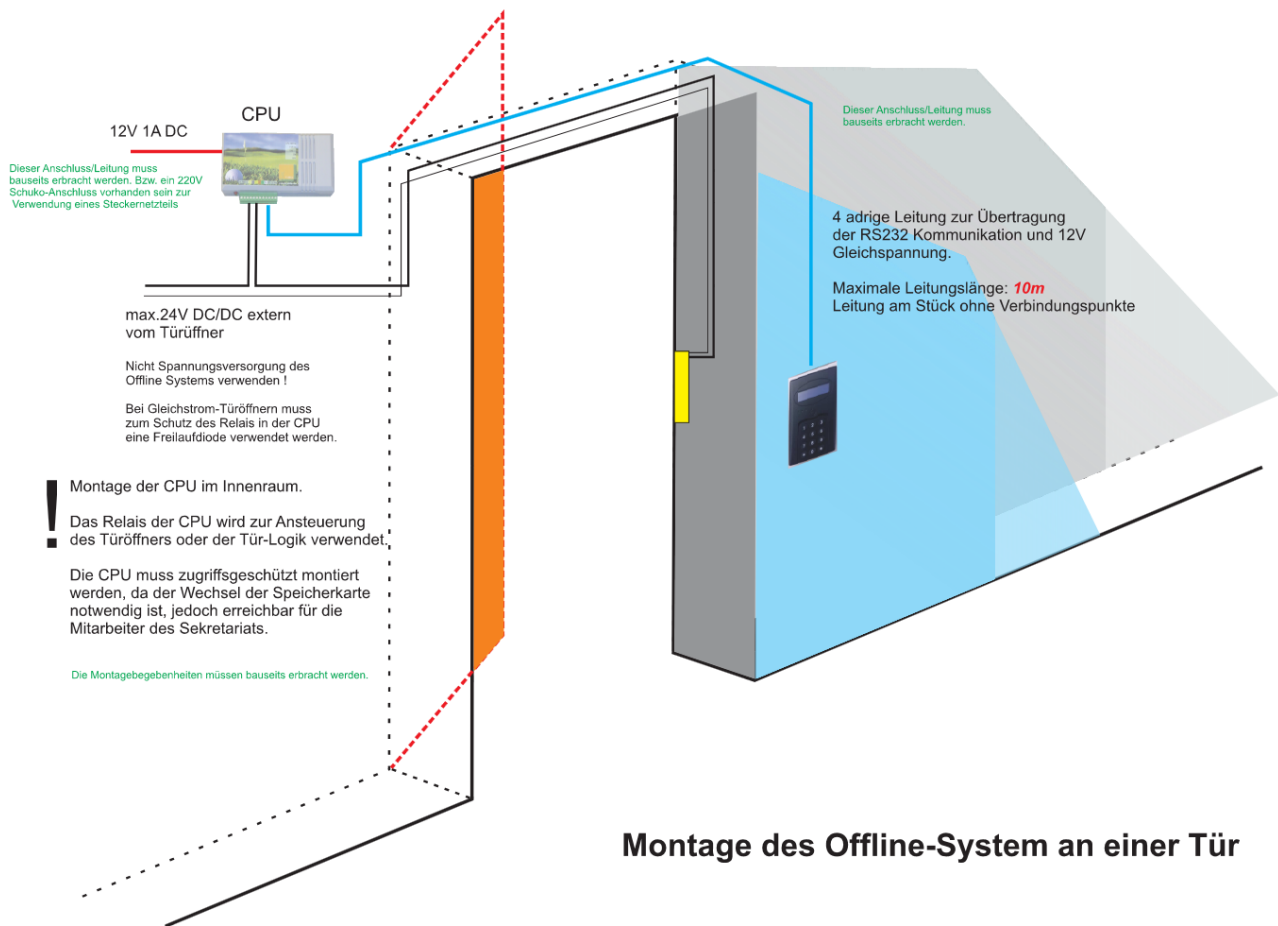 CPU
12V 1A DC
Dieser Anschluss/Leitung muss
bauseits erbracht werden. Bzw. ein 220V
Schuko-Anschluss vorhanden sein zur
Verwendung eines Steckernetzteils
max.24V DC/DC extern
vom Türüffner
Nicht Spannungsversorgung des
Offline Systems verwenden !
Bei Gleichstrom-Türöffnern muss
zum Schutz des Relais in der CPU
eine Freilaufdiode verwendet werden.
! Montage der CPU im Innenraum.
Das Relais der CPU wird zur Ansteuerung
des Türöffners oder der Tür-Logik verwendet.
Die CPU muss zugriffsgeschützt montiert
werden, da der Wechsel der Speicherkarte
notwendig ist, jedoch erreichbar für die
Mitarbeiter des Sekretariats.
Die Montagebegebenheiten müssen bauseits erbracht werden.
Dieser Anschluss/Leitung muss
bauseits erbracht werden.
4 adrige Leitung zur Übertragung
der RS232 Kommunikation und 12V
Gleichspannung.
Maximale Leitungslänge: 10m
Leitung am Stück ohne Verbindungspunkte
Montage des Offline-System an einer Tür